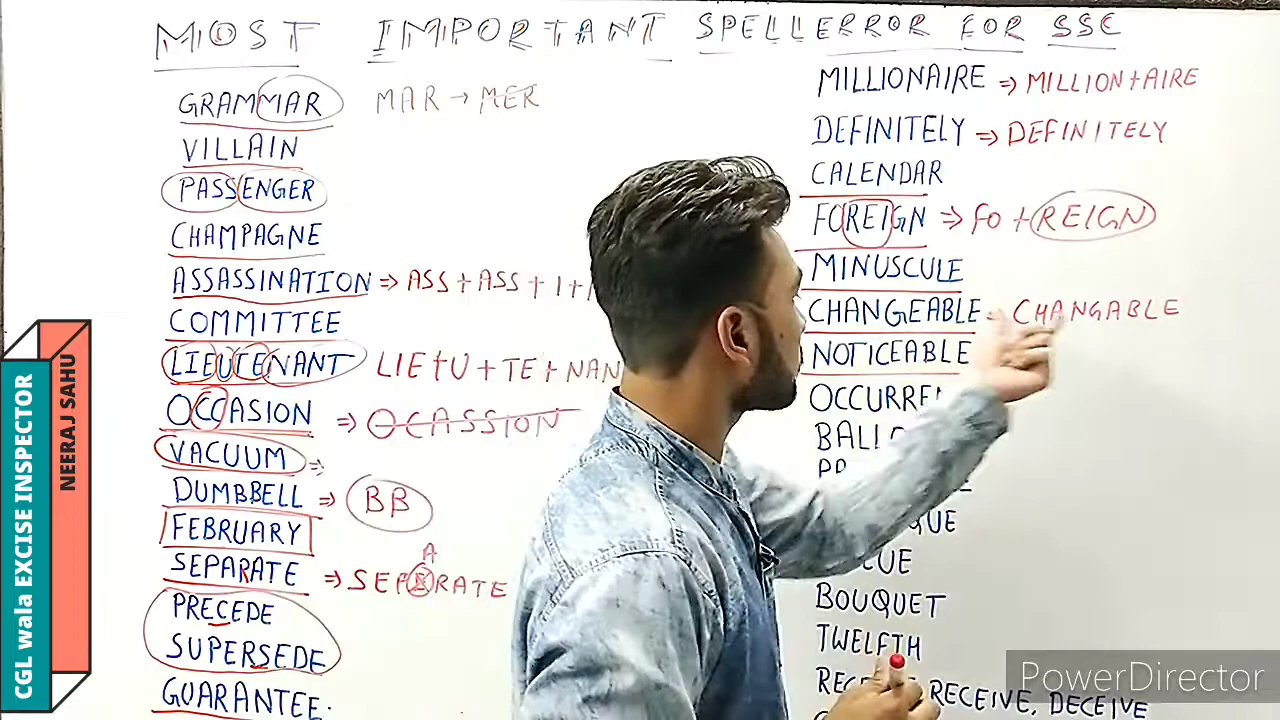 MOST IMPORTANT SPELLERROR FOR SSC
GRAMMAR MAR → MER
VILLAIN
PASSENGER
CHAMPAGNE
ASSASSINATION ⇒ ASS + ASS + I +
COMMITTEE
LIEUTENANT LIE + U + TE + NAN
OCCASION ⇒ OCASSION
VACUUM ⇒
DUMBBELL ⇒ BB
FEBRUARY
A
SEPARATE ⇒ SEPERATE
PRECEDE
SUPERSEDE
GUARANTEE.
MILLIONAIRE ⇒ MILLION + AIRE
DEFINITELY ⇒ DEFINITELY
CALENDAR
FOREIGN ⇒ FO + REIGN
MINUSCULE
CHANGEABLE CHANGABLE
NOTICEABLE
BOUQUET
TWELFTH
RECEIVE, DECEIVE
CGL wala EXCISE INSPECTOR
NEERAJ SAHU
PowerDirector